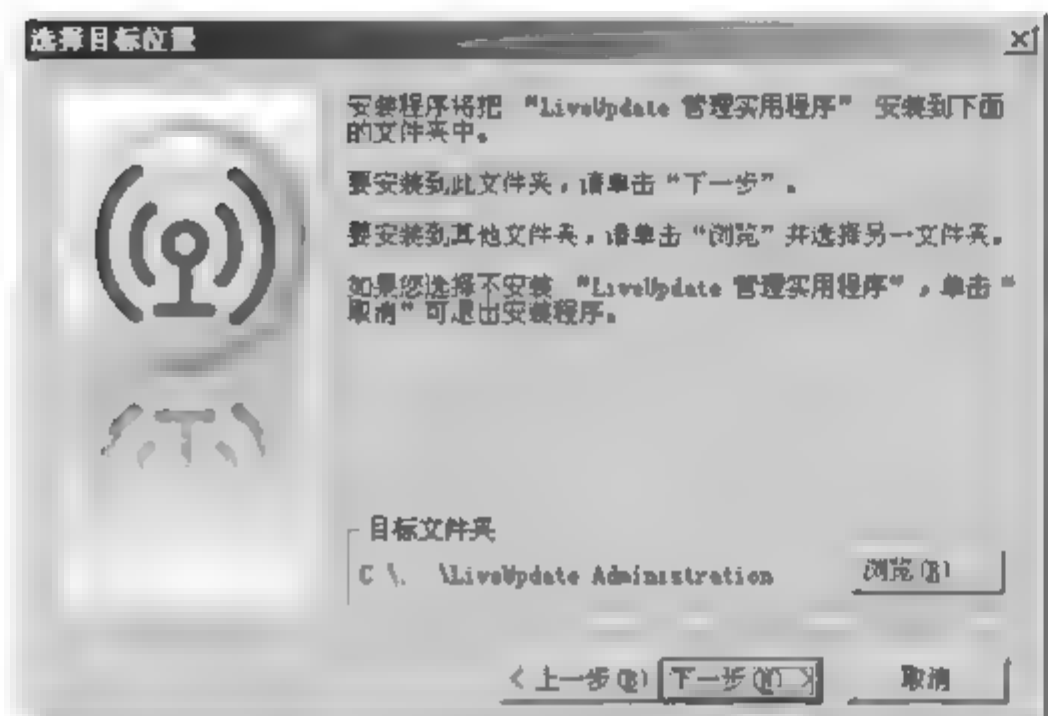 选择目标位置
安装程序将把 “LiveUpdate 管理实用程序” 安装到下面
的文件夹中。
要安装到此文件夹，请单击“下一步”。
要安装到其他文件夹，请单击“浏览”并选择另一文件夹。
如果您选择不安装 “LiveUpdate 管理实用程序”，单击“
取消”可退出安装程序。
目标文件夹
C:\...\LiveUpdate Administration
浏览(R)
< 上一步(B)
下一步(N) >
取消